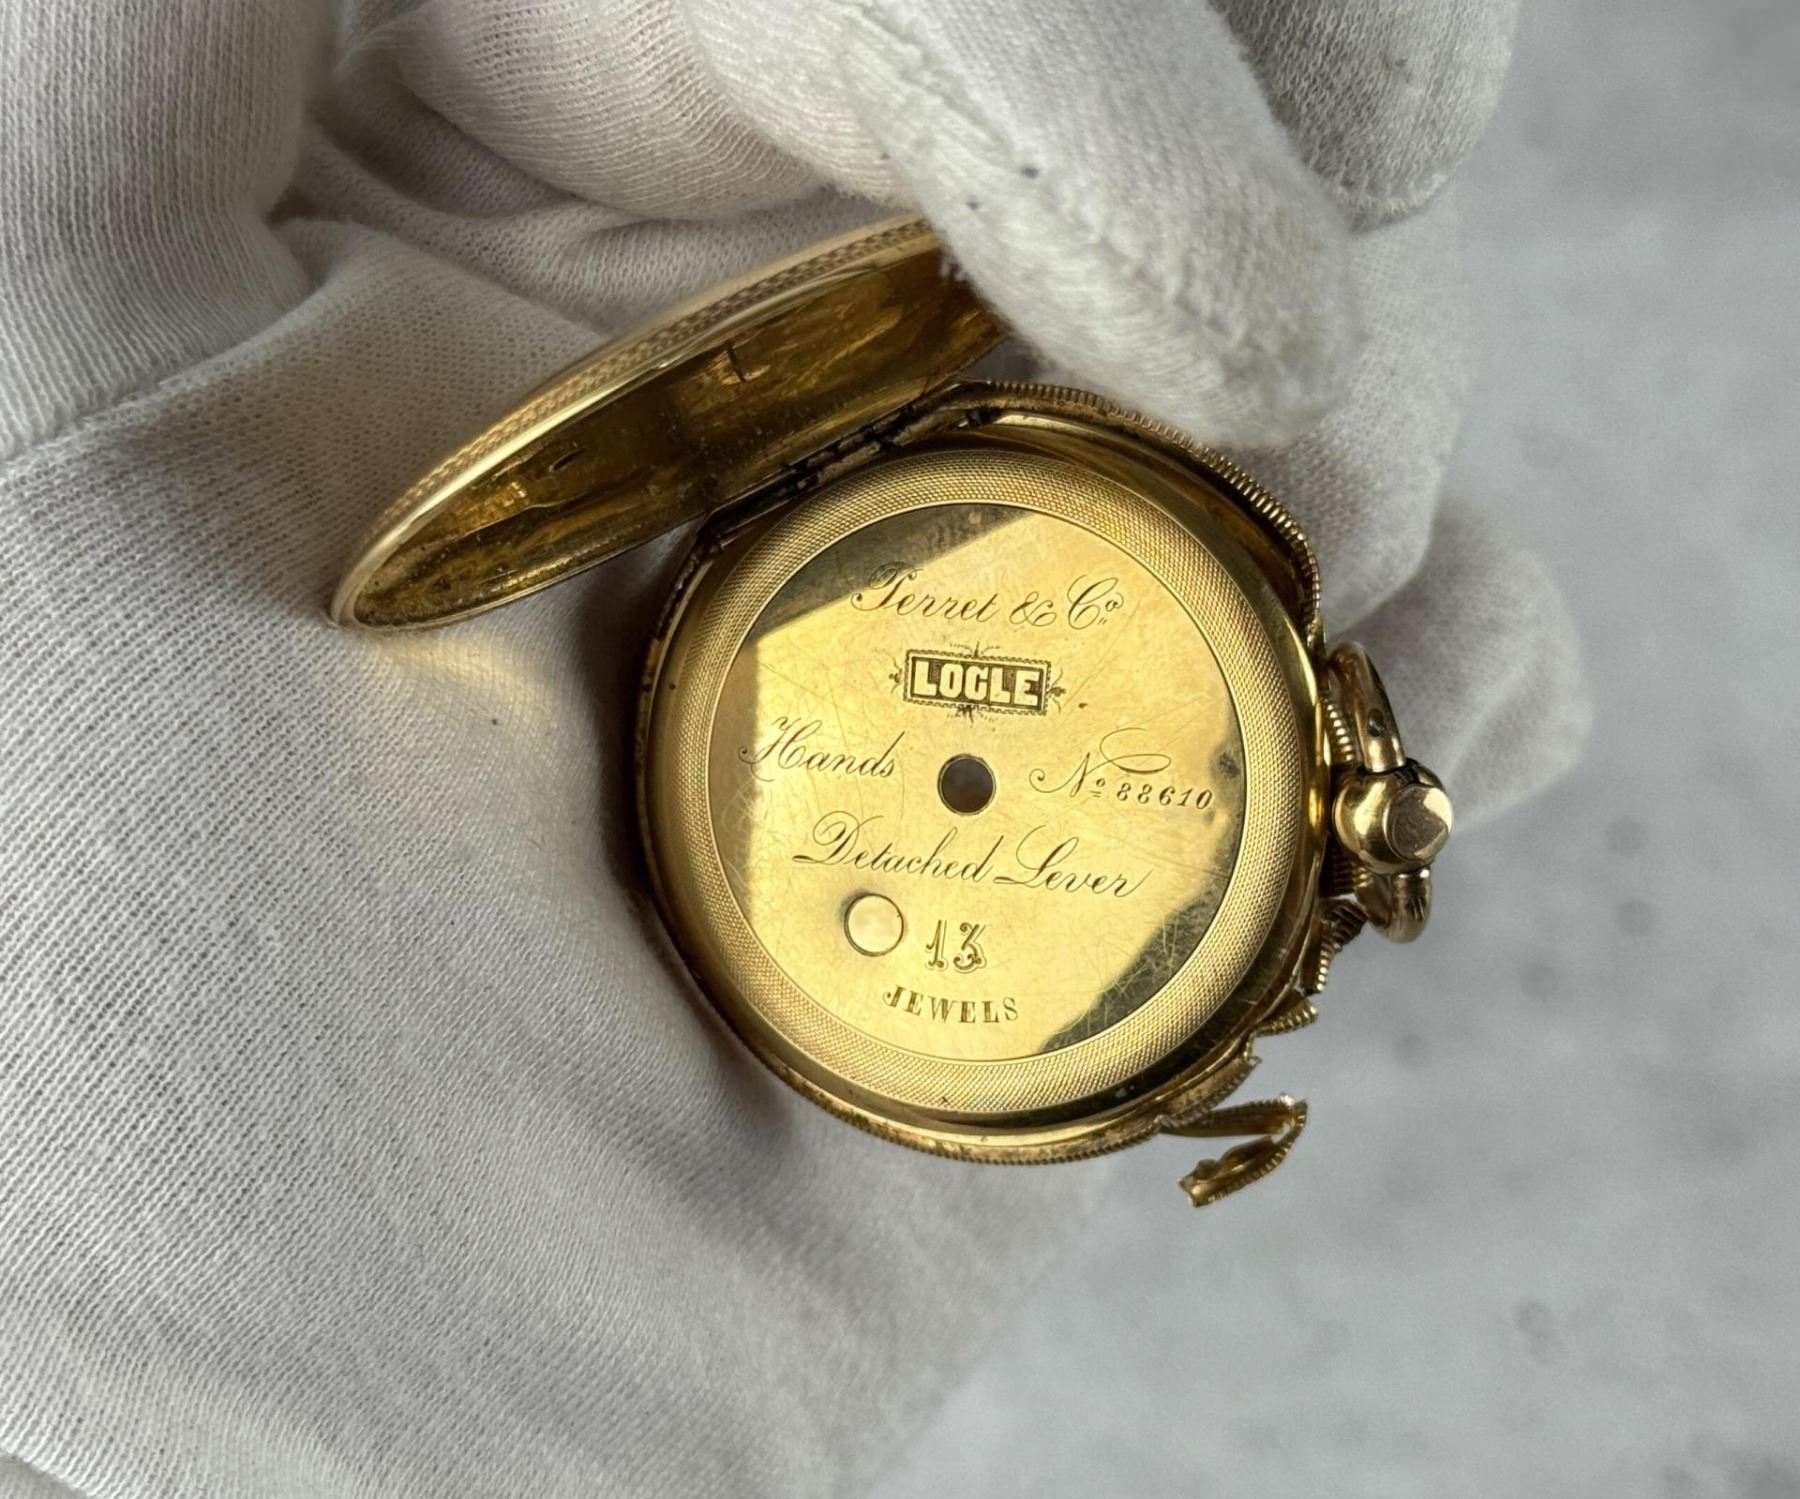 Perret & Co.
LOCLE
Hands No 88610
Detached Lever
13
JEWELS